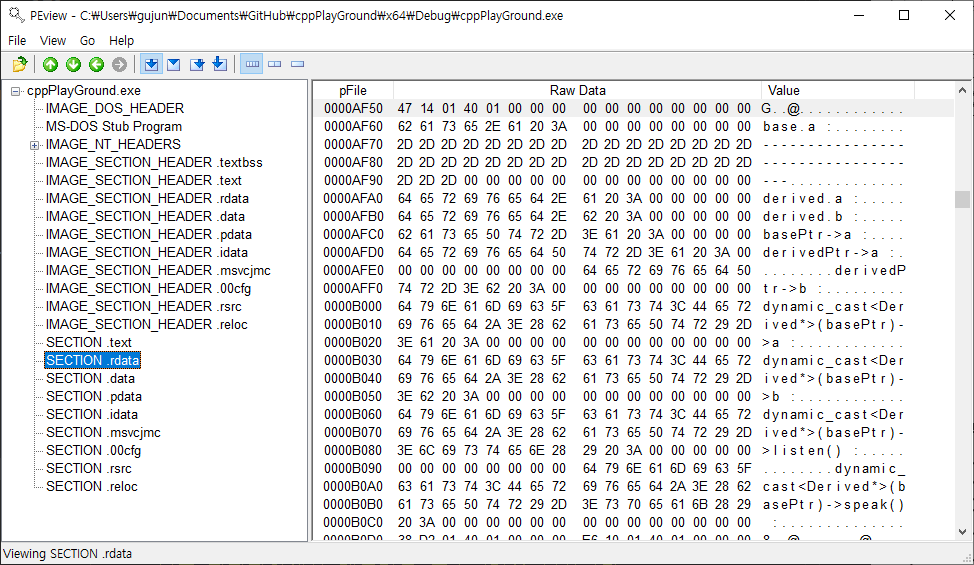 PEview - C:₩Users₩gujun₩Documents₩GitHub₩cppPlayGround₩x64₩Debug₩cppPlayGround.exe
File View Go Help
cppPlayGround.exe
IMAGE_DOS_HEADER
MS-DOS Stub Program
IMAGE_NT_HEADERS
IMAGE_SECTION_HEADER .textbss
IMAGE_SECTION_HEADER .text
IMAGE_SECTION_HEADER .rdata
IMAGE_SECTION_HEADER .data
IMAGE_SECTION_HEADER .pdata
IMAGE_SECTION_HEADER .idata
IMAGE_SECTION_HEADER .msvcjmc
IMAGE_SECTION_HEADER .00cfg
IMAGE_SECTION_HEADER .rsrc
IMAGE_SECTION_HEADER .reloc
SECTION .text
SECTION .rdata
SECTION .data
SECTION .pdata
SECTION .idata
SECTION .msvcjmc
SECTION .00cfg
SECTION .rsrc
SECTION .reloc
pFile Raw Data Value
0000AF50 47 14 01 40 01 00 00 00 00 00 00 00 00 00 00 00 G..@............
0000AF60 62 61 73 65 2E 61 20 3A 00 00 00 00 00 00 00 00 base.a :........
0000AF70 2D 2D 2D 2D 2D 2D 2D 2D 2D 2D 2D 2D 2D 2D 2D 2D ----------------
0000AF80 2D 2D 2D 2D 2D 2D 2D 2D 2D 2D 2D 2D 2D 2D 2D 2D ----------------
0000AF90 2D 2D 2D 00 00 00 00 00 00 00 00 00 00 00 00 00 ---.............
0000AFA0 64 65 72 69 76 65 64 2E 61 20 3A 00 00 00 00 00 derived.a :.....
0000AFB0 64 65 72 69 76 65 64 2E 62 20 3A 00 00 00 00 00 derived.b :.....
0000AFC0 62 61 73 65 50 74 72 2D 3E 61 20 3A 00 00 00 00 basePtr->a :....
0000AFD0 64 65 72 69 76 65 64 50 74 72 2D 3E 61 20 3A 00 derivedPtr->a :.
0000AFE0 00 00 00 00 00 00 00 00 64 65 72 69 76 65 64 50 ........derivedP
0000AFF0 74 72 2D 3E 62 20 3A 00 00 00 00 00 00 00 00 00 tr->b :.........
0000B000 64 79 6E 61 6D 69 63 5F 63 61 73 74 3C 44 65 72 dynamic_cast<Der
0000B010 69 76 65 64 2A 3E 28 62 61 73 65 50 74 72 29 2D ived*>(basePtr)-
0000B020 3E 61 20 3A 00 00 00 00 00 00 00 00 00 00 00 00 >a :............
0000B030 64 79 6E 61 6D 69 63 5F 63 61 73 74 3C 44 65 72 dynamic_cast<Der
0000B040 69 76 65 64 2A 3E 28 62 61 73 65 50 74 72 29 2D ived*>(basePtr)-
0000B050 3E 62 20 3A 00 00 00 00 00 00 00 00 00 00 00 00 >b :............
0000B060 64 79 6E 61 6D 69 63 5F 63 61 73 74 3C 44 65 72 dynamic_cast<Der
0000B070 69 76 65 64 2A 3E 28 62 61 73 65 50 74 72 29 2D ived*>(basePtr)-
0000B080 3E 6C 69 73 74 65 6E 28 29 20 3A 00 00 00 00 00 >listen() :.....
0000B090 00 00 00 00 00 00 00 00 64 79 6E 61 6D 69 63 5F ........dynamic_
0000B0A0 63 61 73 74 3C 44 65 72 69 76 65 64 2A 3E 28 62 cast<Derived*>(b
0000B0B0 61 73 65 50 74 72 29 2D 3E 73 70 65 61 6B 28 29 asePtr)->speak()
0000B0C0 20 3A 00 00 00 00 00 00 00 00 00 00 00 00 00 00 :..............
0000B0D0 38 D2 01 40 01 00 00 00 E6 10 01 40 01 00 00 00 8..@.......@....
Viewing SECTION .rdata